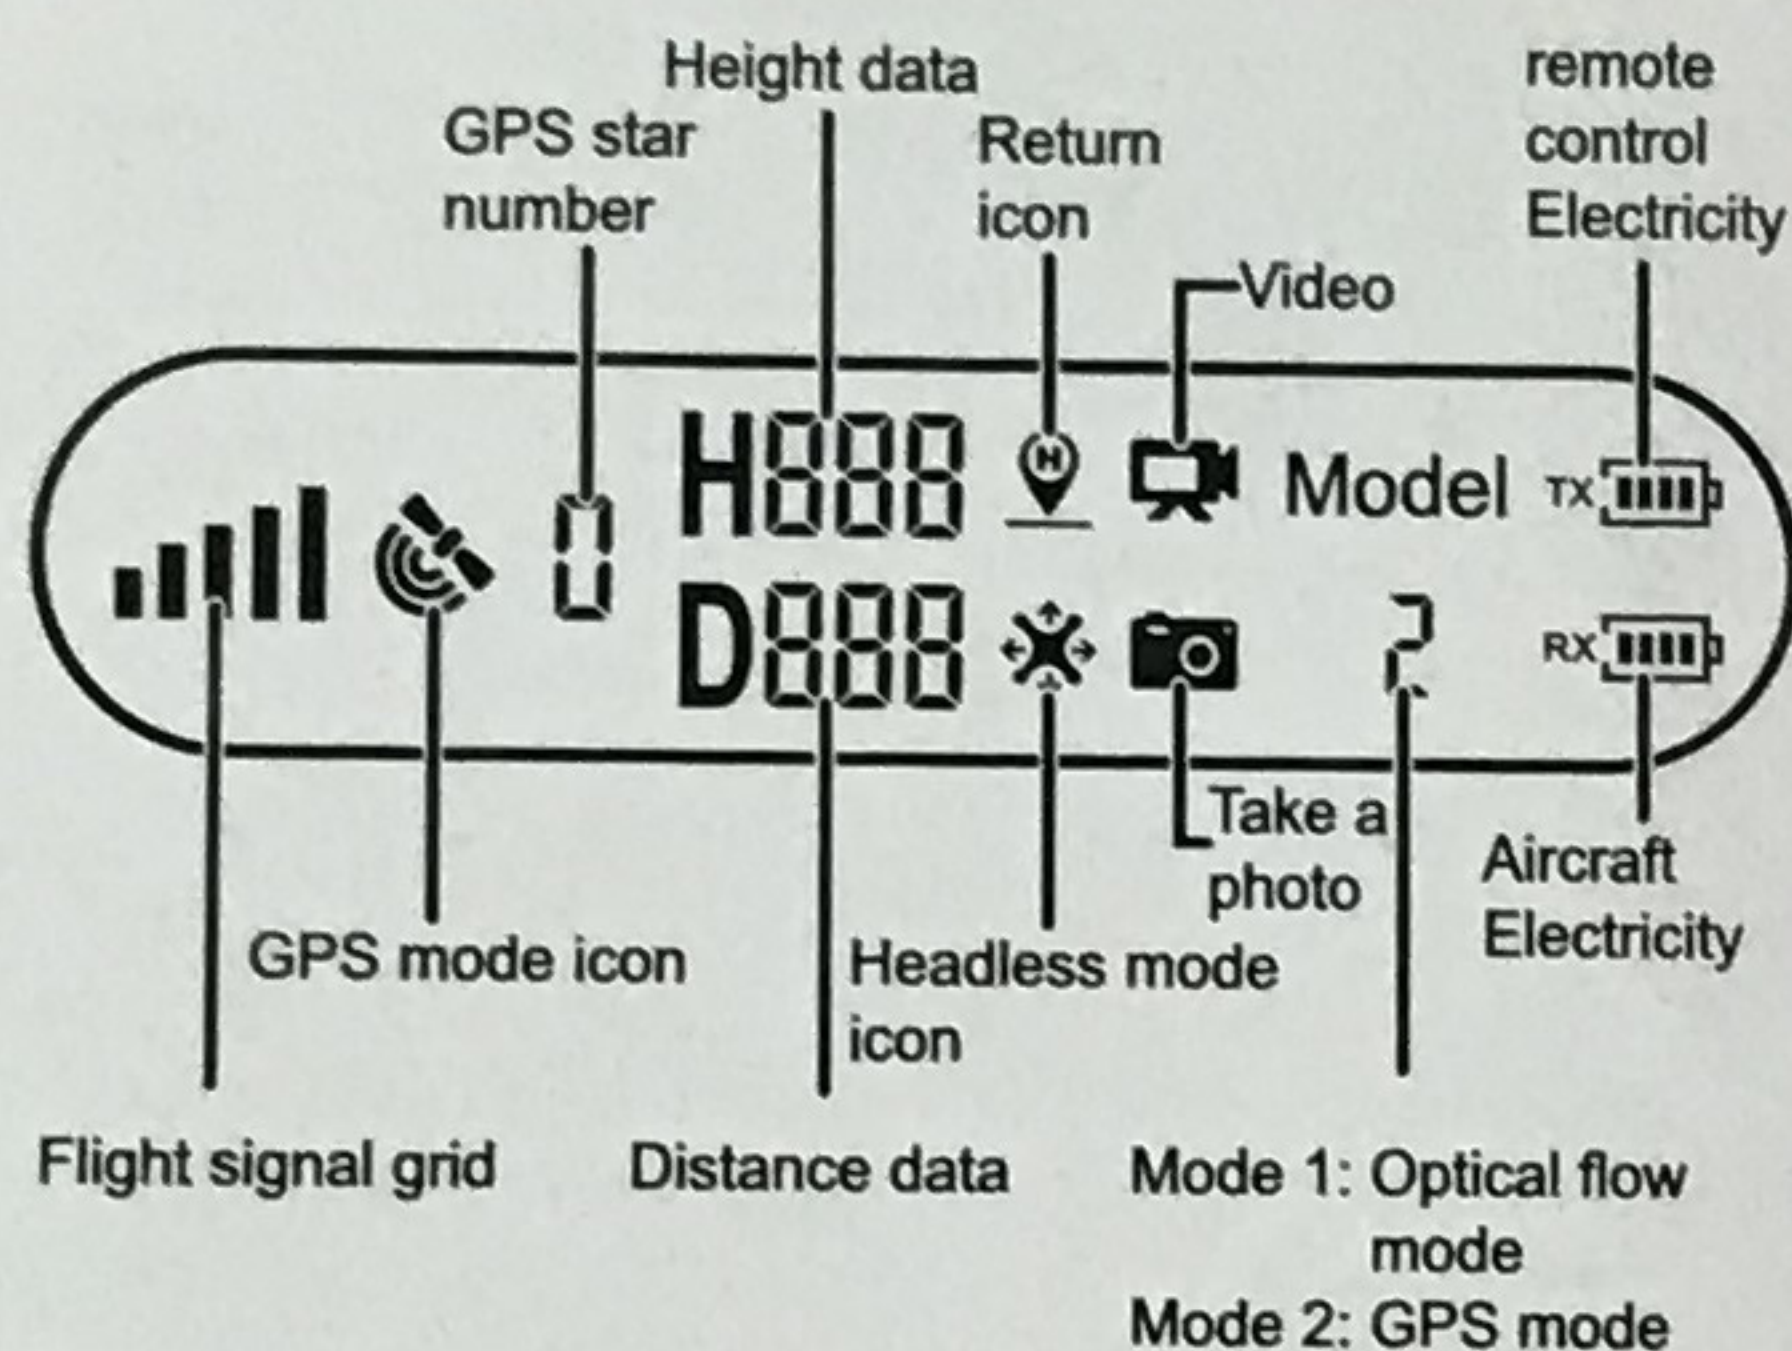 Height data
remote
control
Electricity
GPS star
number
Return
icon
Video
H888
Model
TX
0
D888
2
RX
Take a
photo
Aircraft
Electricity
GPS mode icon
Headless mode
icon
Flight signal grid
Distance data
Mode 1: Optical flow
mode
Mode 2: GPS mode